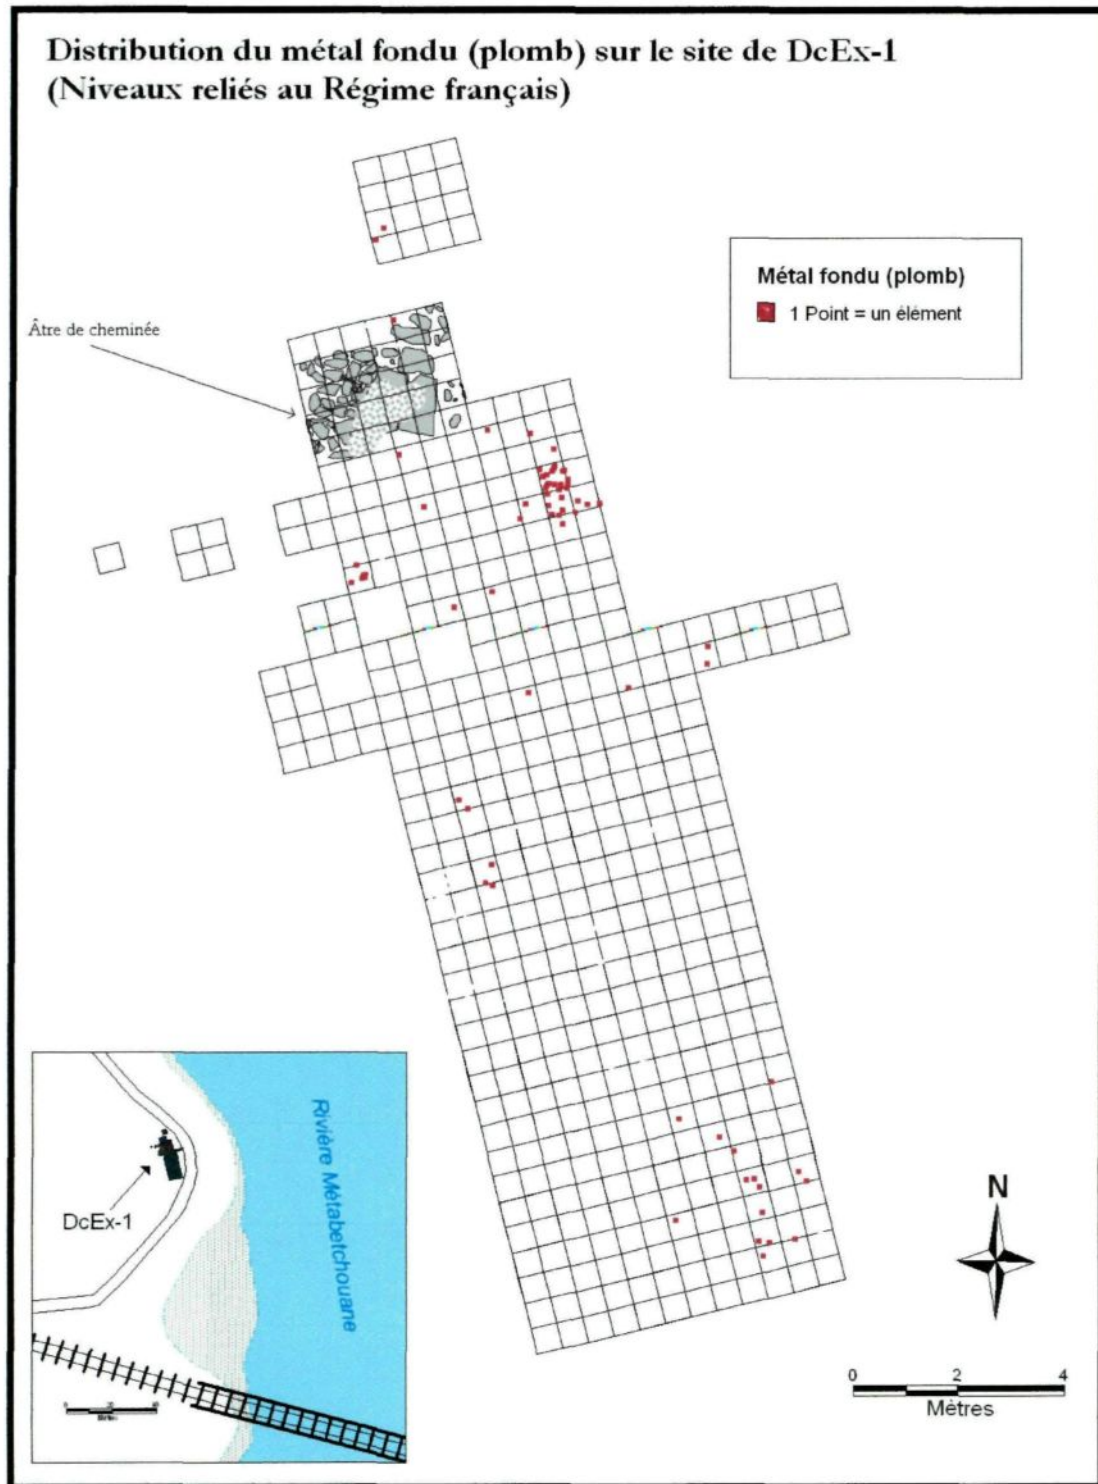 Distribution du métal fondu (plomb) sur le site de DcEx-1
(Niveaux reliés au Régime français)
Métal fondu (plomb)
1 Point = un élément
Âtre de cheminée
Rivière Métabetchouane
DcEx-1
N
0 2 4
Mètres